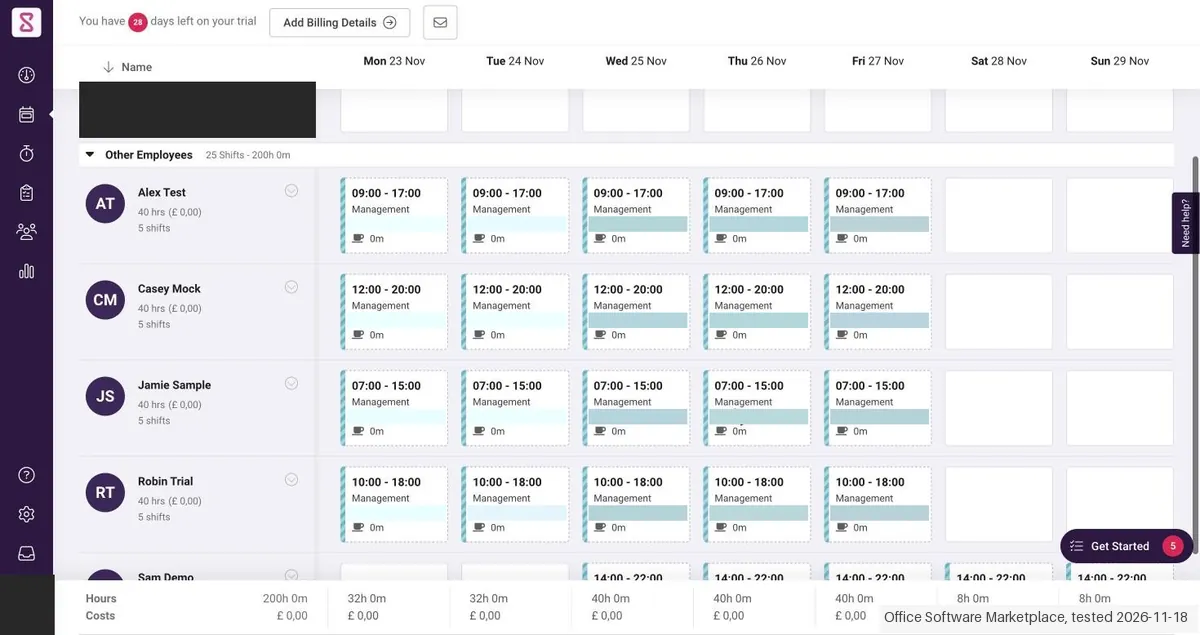 You have 28 days left on your trial
Add Billing Details
Name
Mon 23 Nov Tue 24 Nov Wed 25 Nov Thu 26 Nov Fri 27 Nov Sat 28 Nov Sun 29 Nov
Other Employees 25 Shifts - 200h 0m
Need help?
AT
Alex Test
40 hrs (£ 0,00)
5 shifts
09:00 - 17:00 09:00 - 17:00 09:00 - 17:00 09:00 - 17:00 09:00 - 17:00
Management Management Management Management Management
0m 0m 0m 0m 0m
CM
Casey Mock
40 hrs (£ 0,00)
5 shifts
12:00 - 20:00 12:00 - 20:00 12:00 - 20:00 12:00 - 20:00 12:00 - 20:00
Management Management Management Management Management
0m 0m 0m 0m 0m
JS
Jamie Sample
40 hrs (£ 0,00)
5 shifts
07:00 - 15:00 07:00 - 15:00 07:00 - 15:00 07:00 - 15:00 07:00 - 15:00
Management Management Management Management Management
0m 0m 0m 0m 0m
RT
Robin Trial
40 hrs (£ 0,00)
5 shifts
10:00 - 18:00 10:00 - 18:00 10:00 - 18:00 10:00 - 18:00 10:00 - 18:00
Management Management Management Management Management
0m 0m 0m 0m 0m
Get Started 5
Sam Demo
14:00 - 22:00 14:00 - 22:00 14:00 - 22:00 14:00 - 22:00 14:00 - 22:00
Hours 200h 0m 32h 0m 32h 0m 40h 0m 40h 0m 40h 0m 8h 0m 8h 0m
Costs £ 0,00 £ 0,00 £ 0,00 £ 0,00 £ 0,00 £ 0,00
Office Software Marketplace, tested 2026-11-18